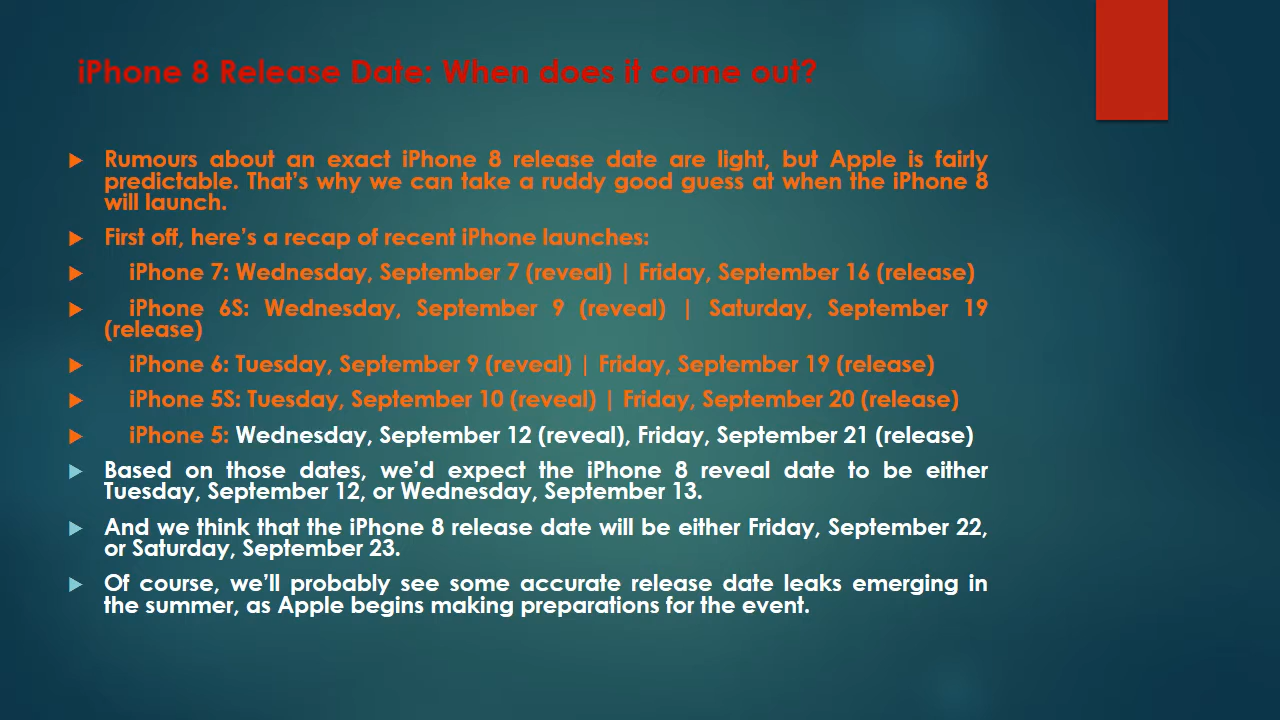 iPhone 8 Release Date: When does it come out?
Rumours about an exact iPhone 8 release date are light, but Apple is fairly
predictable. That’s why we can take a ruddy good guess at when the iPhone 8
will launch.
First off, here’s a recap of recent iPhone launches:
iPhone 7: Wednesday, September 7 (reveal) | Friday, September 16 (release)
iPhone 6S: Wednesday, September 9 (reveal) | Saturday, September 19
(release)
iPhone 6: Tuesday, September 9 (reveal) | Friday, September 19 (release)
iPhone 5S: Tuesday, September 10 (reveal) | Friday, September 20 (release)
iPhone 5: Wednesday, September 12 (reveal), Friday, September 21 (release)
Based on those dates, we’d expect the iPhone 8 reveal date to be either
Tuesday, September 12, or Wednesday, September 13.
And we think that the iPhone 8 release date will be either Friday, September 22,
or Saturday, September 23.
Of course, we’ll probably see some accurate release date leaks emerging in
the summer, as Apple begins making preparations for the event.